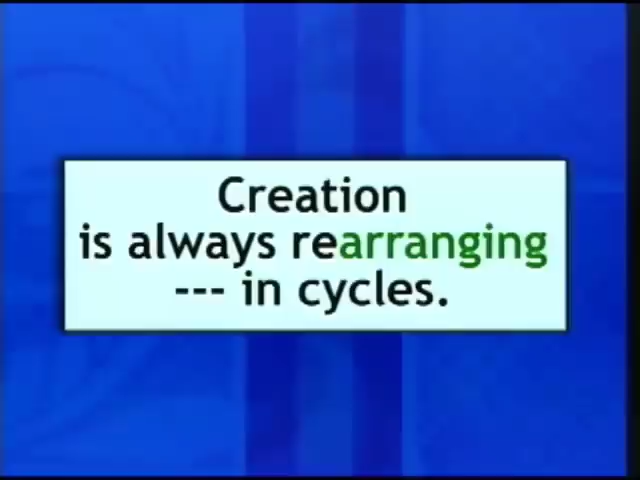 Creation
is always rearranging
--- in cycles.